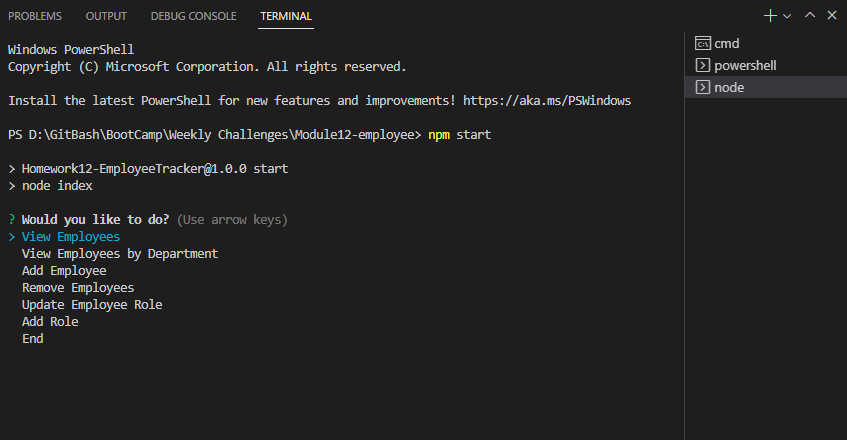 PROBLEMS OUTPUT DEBUG CONSOLE TERMINAL
Windows PowerShell
Copyright (C) Microsoft Corporation. All rights reserved.
Install the latest PowerShell for new features and improvements! https://aka.ms/PSWindows
PS D:\GitBash\BootCamp\Weekly Challenges\Module12-employee> npm start
> Homework12-EmployeeTracker@1.0.0 start
> node index
? Would you like to do? (Use arrow keys)
> View Employees
View Employees by Department
Add Employee
Remove Employees
Update Employee Role
Add Role
End
cmd
powershell
node